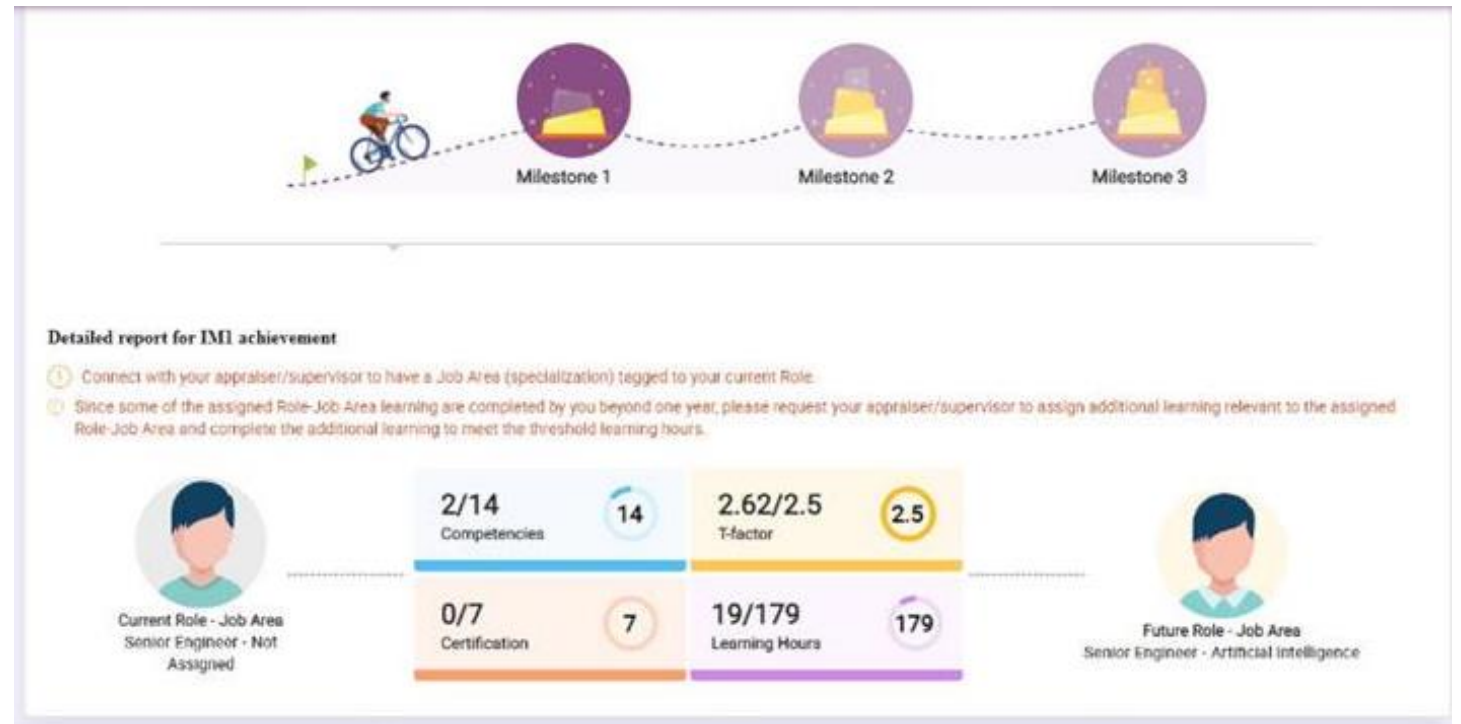 Milestone 1
Milestone 2
Milestone 3
Detailed report for IM1 achievement
Connect with your appraiser/supervisor to have a Job Area (specialization) tagged to your current Role.
Since some of the assigned Role-Job Area learning are completed by you beyond one year, please request your appraiser/supervisor to assign additional learning relevant to the assigned
Role-Job Area and complete the additional learning to meet the threshold learning hours.
2/14
Competencies
14
2.62/2.5
T-factor
2.5
0/7
Certification
7
19/179
Learning Hours
179
Current Role - Job Area
Senior Engineer - Not
Assigned
Future Role - Job Area
Senior Engineer - Artificial Intelligence